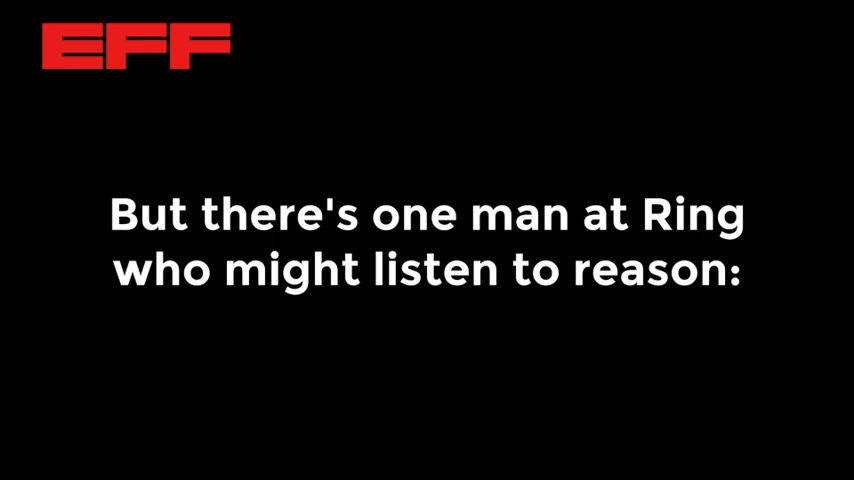 EFF
But there's one man at Ring
who might listen to reason: